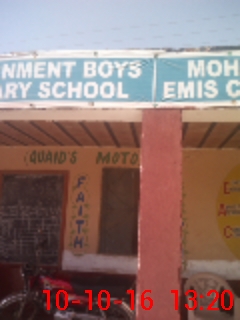 NMENT BOYS
ARY SCHOOL
MOH
EMIS C
QUAID'S MOTO
FAITH
10-10-16 13:20